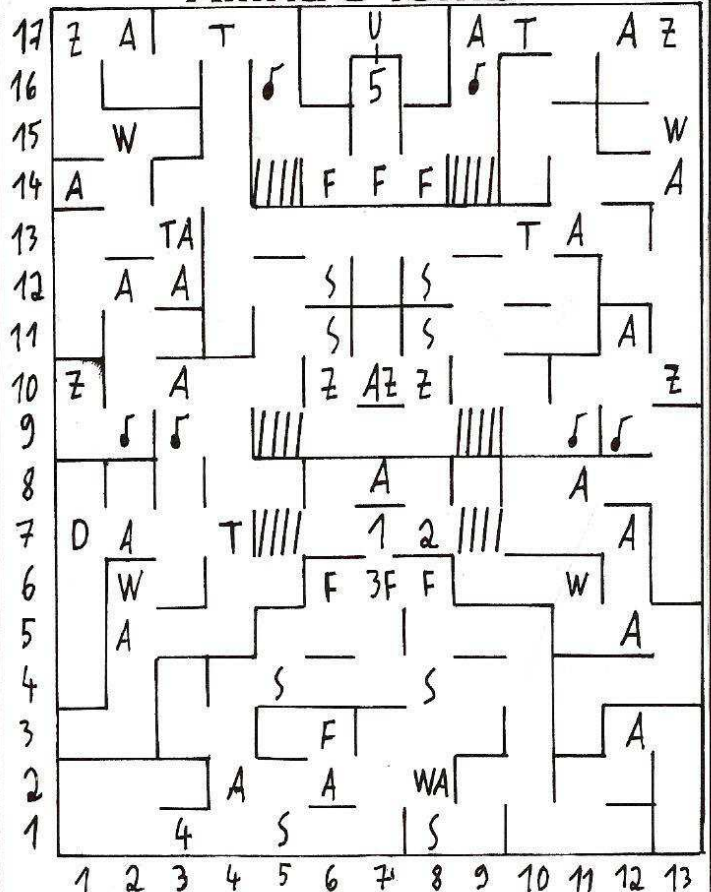 17 Z A T U A T A Z
16 5
15 W W
14 A F F F A
13 TA T A
12 A A S S
11 S S A
10 Z A Z AZ Z Z
9
8 A A
7 D A T 1 2 A
6 W F 3F F W
5 A A
4 S S
3 F A
2 A A WA
1 4 S S
1 2 3 4 5 6 7 8 9 10 11 12 13